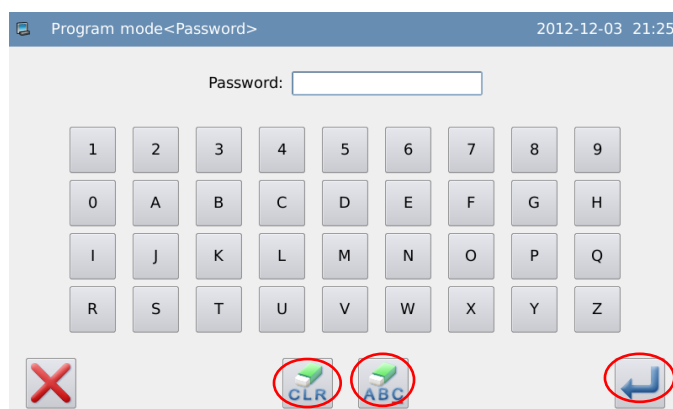 Program mode<Password> 2012-12-03 21:25
Password:
1 2 3 4 5 6 7 8 9
0 A B C D E F G H
I J K L M N O P Q
R S T U V W X Y Z
CLR ABC